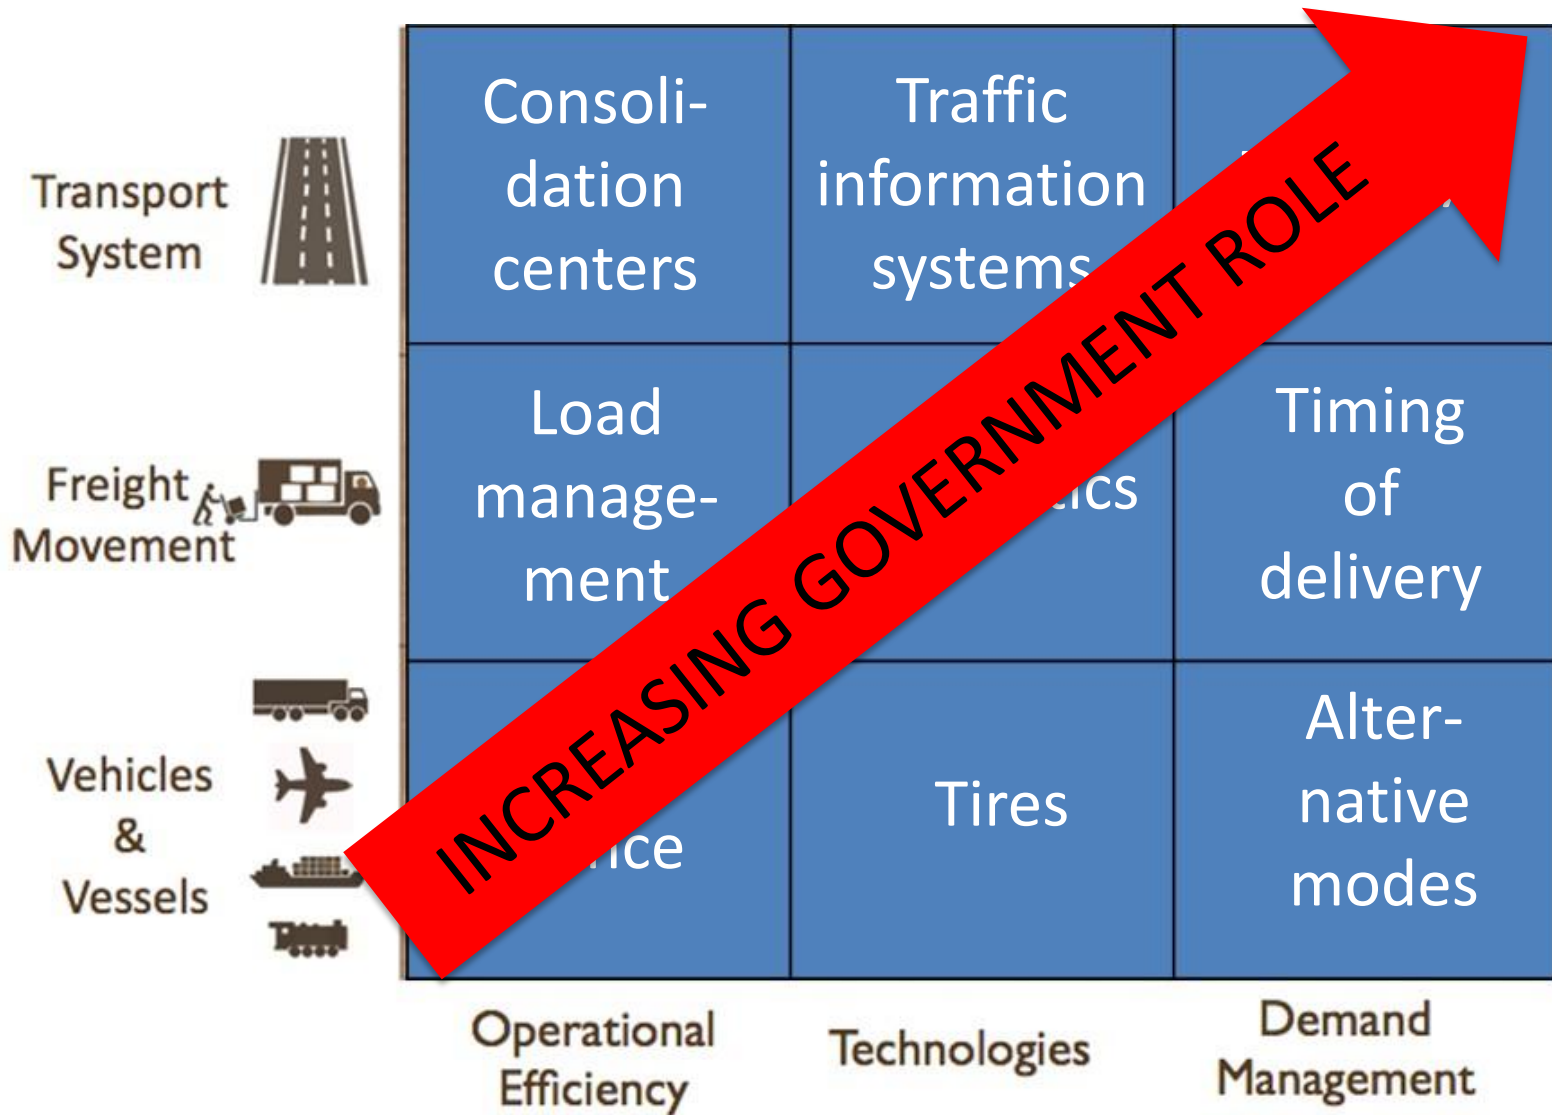 Transport
System
Consoli-
dation
centers
Traffic
information
systems
Freight
Movement
Load
manage-
ment
Timing
of
delivery
Vehicles
&
Vessels
Tires
Alter-
native
modes
INCREASING GOVERNMENT ROLE
Operational
Efficiency
Technologies
Demand
Management